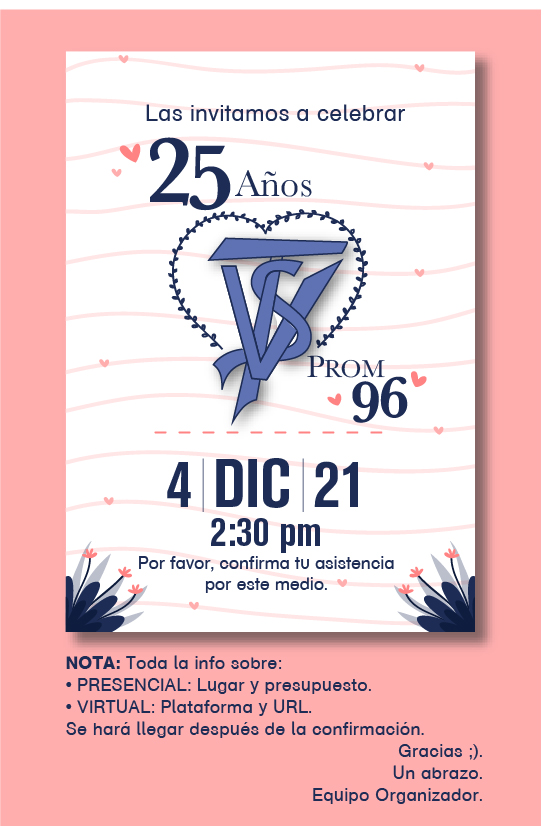 Las invitamos a celebrar
25 Años
PROM
96
4 | DIC | 21
2:30 pm
Por favor, confirma tu asistencia
por este medio.
NOTA: Toda la info sobre:
• PRESENCIAL: Lugar y presupuesto.
• VIRTUAL: Plataforma y URL.
Se hará llegar después de la confirmación.
Gracias ;).
Un abrazo.
Equipo Organizador.